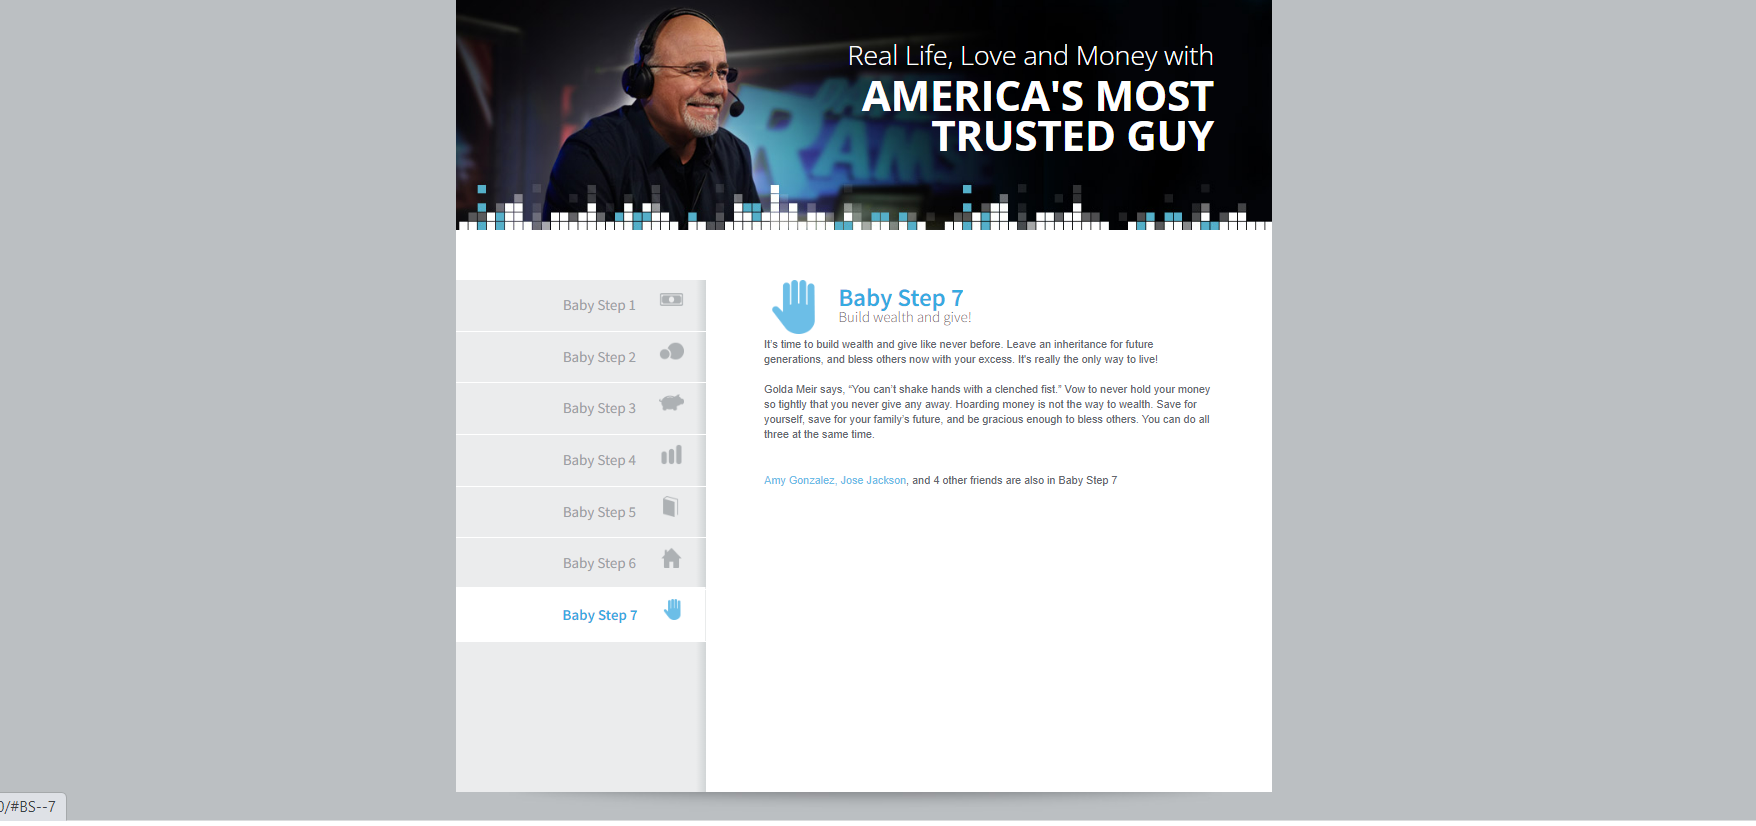 Real Life, Love and Money with
AMERICA'S MOST
TRUSTED GUY
RAMS
Baby Step 1
Baby Step 2
Baby Step 3
Baby Step 4
Baby Step 5
Baby Step 6
Baby Step 7
Baby Step 7
Build wealth and give!
It’s time to build wealth and give like never before. Leave an inheritance for future
generations, and bless others now with your excess. It's really the only way to live!
Golda Meir says, “You can’t shake hands with a clenched fist.” Vow to never hold your money
so tightly that you never give any away. Hoarding money is not the way to wealth. Save for
yourself, save for your family’s future, and be gracious enough to bless others. You can do all
three at the same time.
Amy Gonzalez, Jose Jackson, and 4 other friends are also in Baby Step 7
0/#BS--7